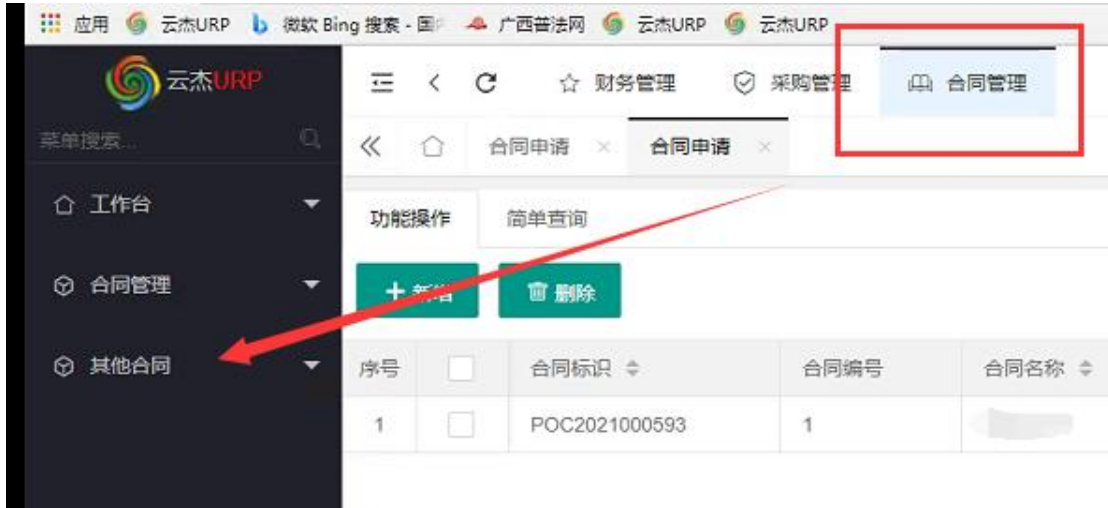 应用 云杰URP 微软 Bing 搜索 - 国 广西普法网 云杰URP 云杰URP
云杰URP 财务管理 采购管理 合同管理
菜单搜索... 合同申请 合同申请
工作台 功能操作 简单查询
合同管理 新增 删除
其他合同 序号 合同标识 合同编号 合同名称
1 POC2021000593 1